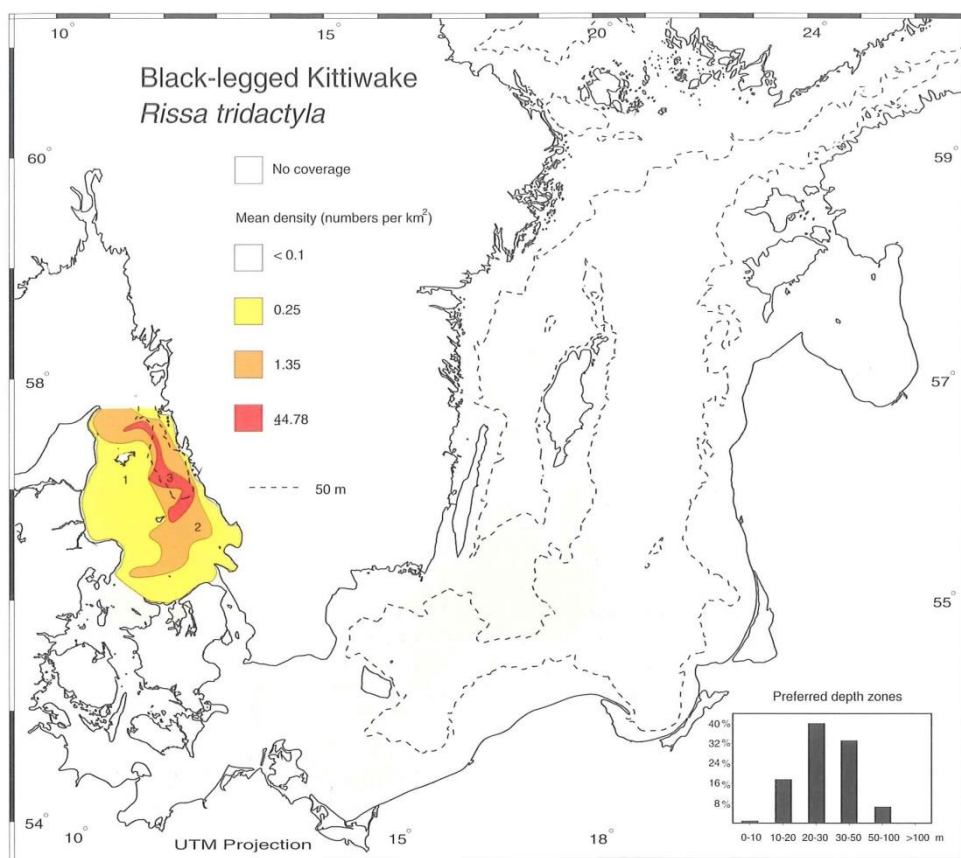 10° 15° 20° 24°
Black-legged Kittiwake
Rissa tridactyla
60 59
No coverage
Mean density (numbers per km²)
< 0.1
0.25
1.35
58 57
44.78
50 m
1 3
2
55°
Preferred depth zones
40 %
32 %
24 %
16 %
8 %
0-10 10-20 20-30 30-50 50-100 >100 m
54° 10° 15° 18°
UTM Projection